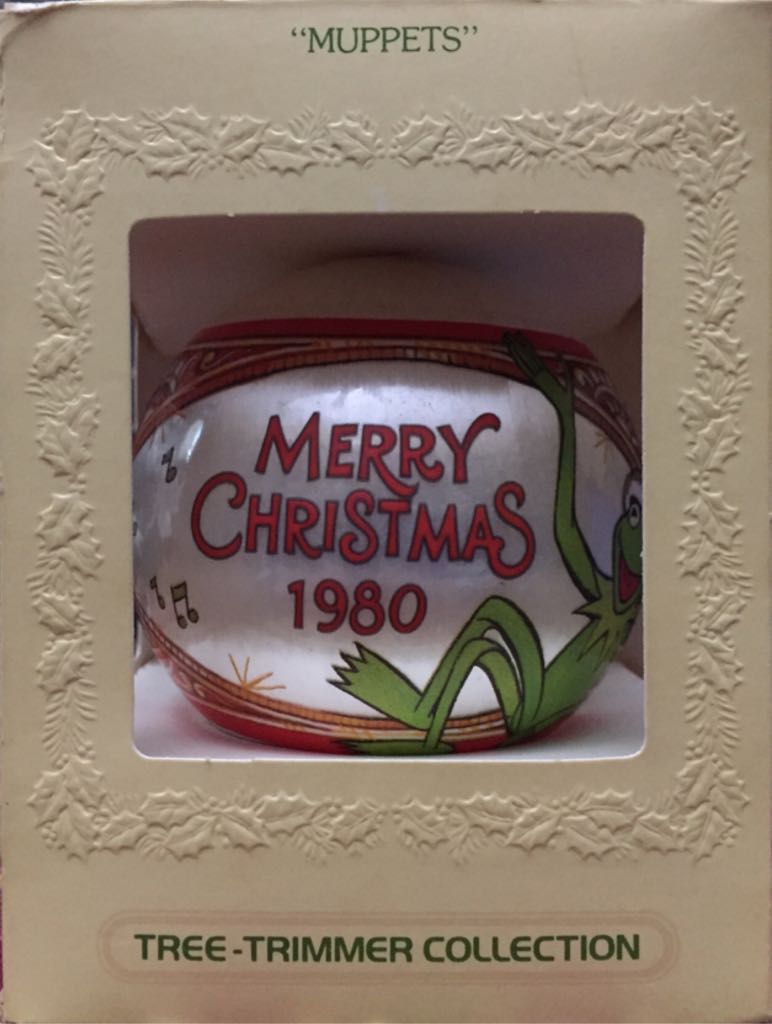 “MUPPETS”
MERRY
CHRISTMAS
1980
TREE-TRIMMER COLLECTION